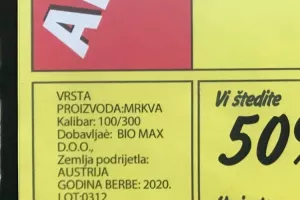 VRSTA
PROIZVODA:MRKVA
Kalibar: 100/300
Dobavljaè: BIO MAX
D.O.O.,
Zemlja podrijetla:
AUSTRIJA
GODINA BERBE: 2020.
LOT:0312
Vi štedite
50%